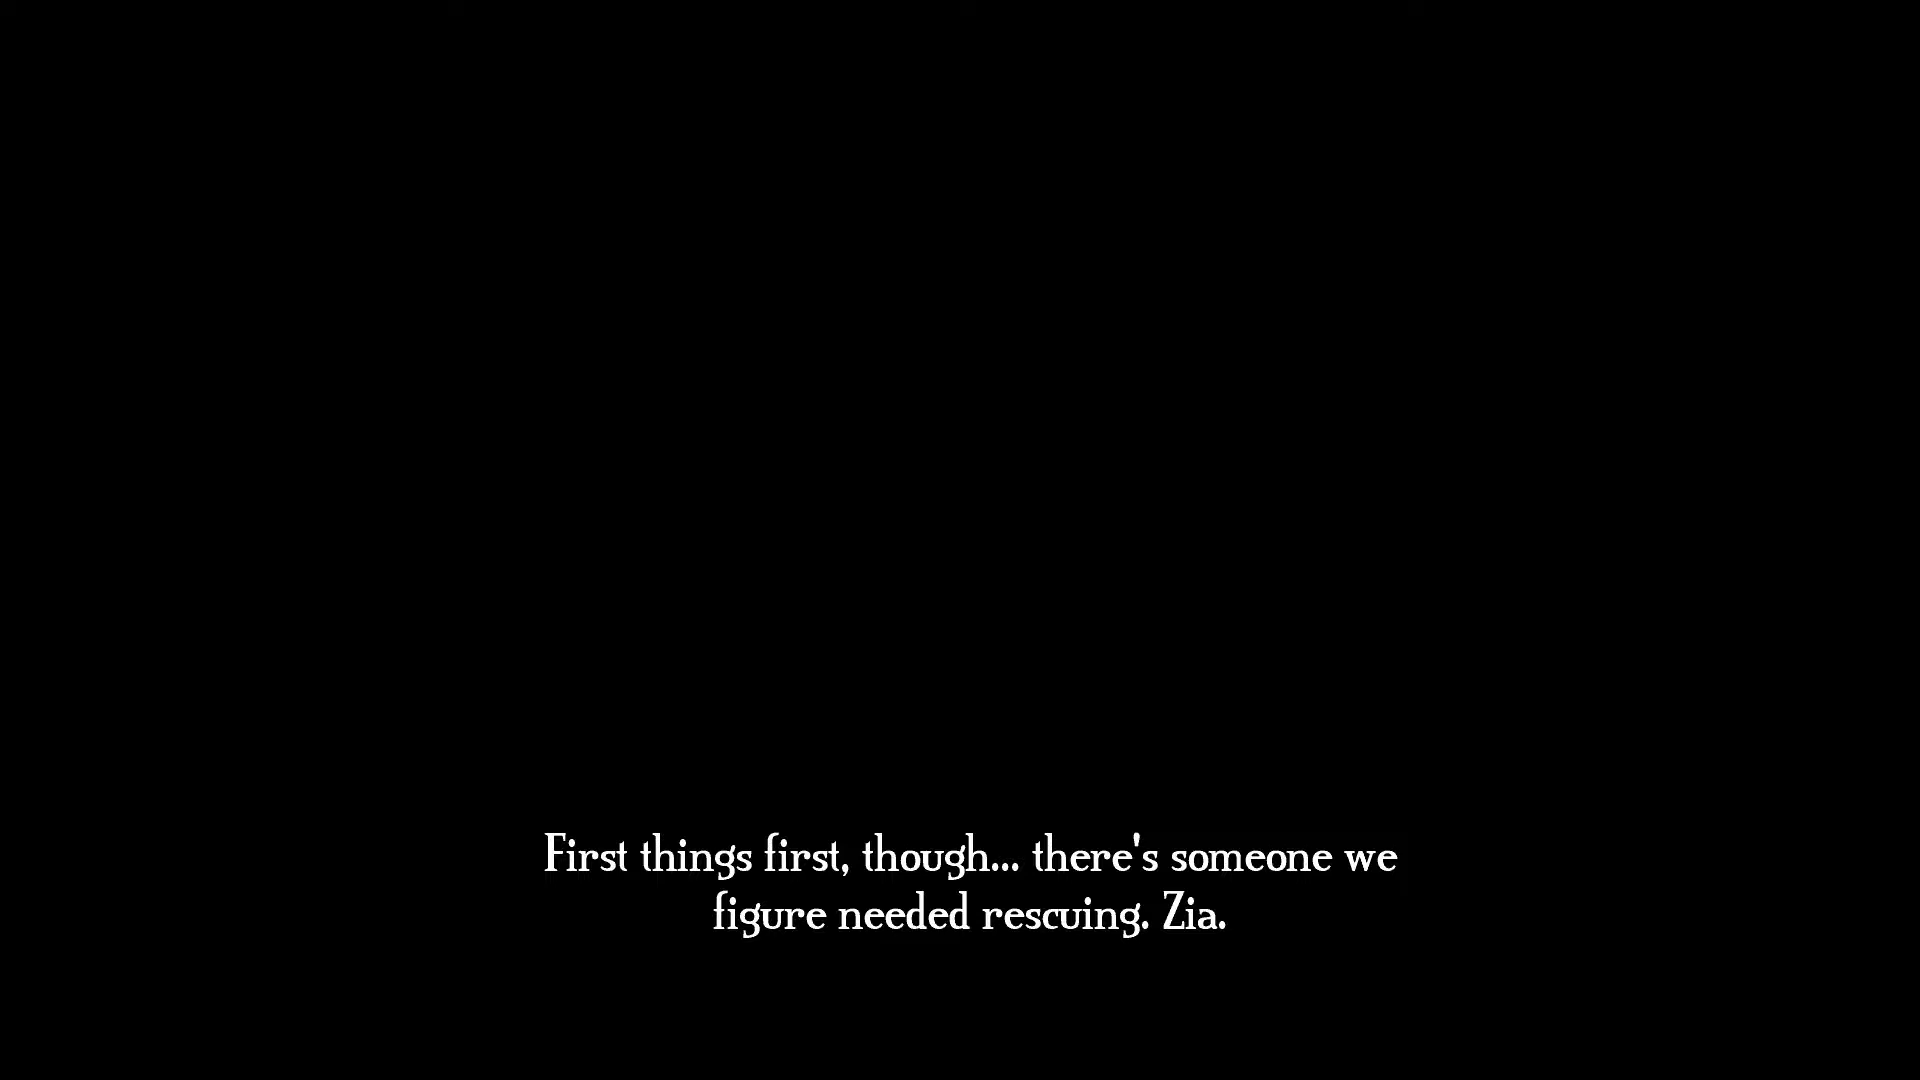 First things first, though... there's someone we
figure needed rescuing. Zia.